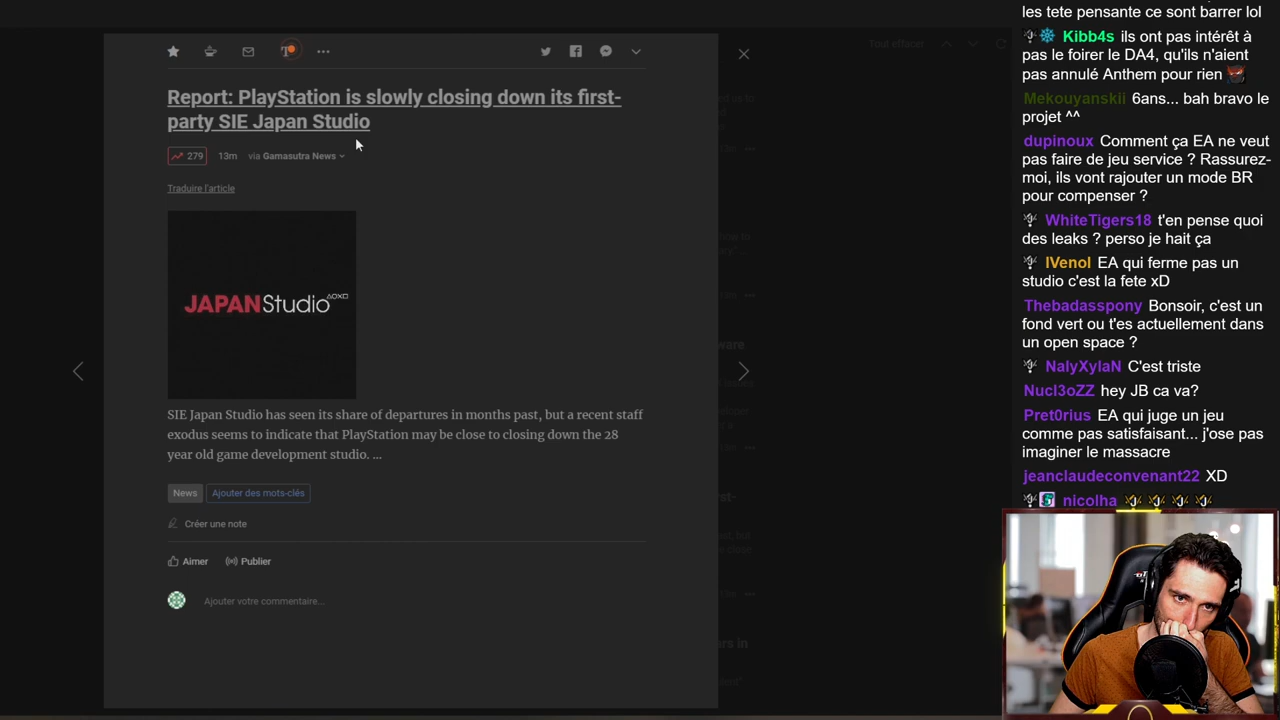 les tete pensante ce sont barrer lol
Kibb4s ils ont pas intérêt à
pas le foirer le DA4, qu'ils n'aient
pas annulé Anthem pour rien
Mekouyanskii 6ans... bah bravo le
projet ^^
dupinoux Comment ça EA ne veut
pas faire de jeu service ? Rassurez-
moi, ils vont rajouter un mode BR
pour compenser ?
WhiteTigers18 t'en pense quoi
des leaks ? perso je hait ça
IVenol EA qui ferme pas un
studio c'est la fete xD
Thebadasspony Bonsoir, c'est un
fond vert ou t'es actuellement dans
un open space ?
NalyXylaN C'est triste
Nucl3oZZ hey JB ca va?
Pret0rius EA qui juge un jeu
comme pas satisfaisant... j'ose pas
imaginer le massacre
jeanclaudeconvenant22 XD
nicolha
Tout effacer
Report: PlayStation is slowly closing down its first-
party SIE Japan Studio
279 13m via Gamasutra News
Traduire l'article
JAPANStudio
SIE Japan Studio has seen its share of departures in months past, but a recent staff
exodus seems to indicate that PlayStation may be close to closing down the 28
year old game development studio. ...
News Ajouter des mots-clés
Créer une note
Aimer Publier
Ajouter votre commentaire...